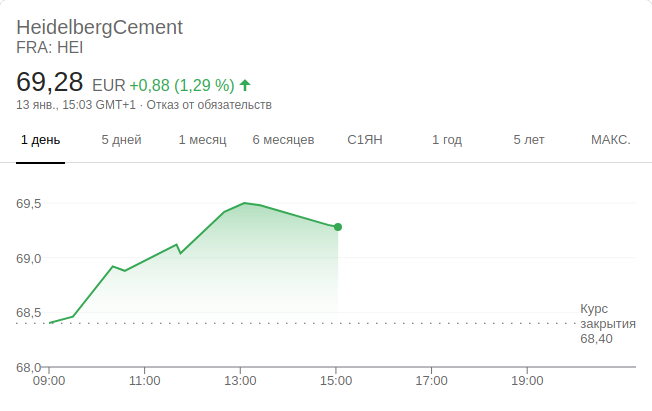 HeidelbergCement
FRA: HEI
69,28 EUR +0,88 (1,29 %)
13 янв., 15:03 GMT+1 · Отказ от обязательств
1 день 5 дней 1 месяц 6 месяцев С1ЯН 1 год 5 лет МАКС.
69,5
69,0
68,5
Курс
закрытия
68,40
68,0
09:00 11:00 13:00 15:00 17:00 19:00